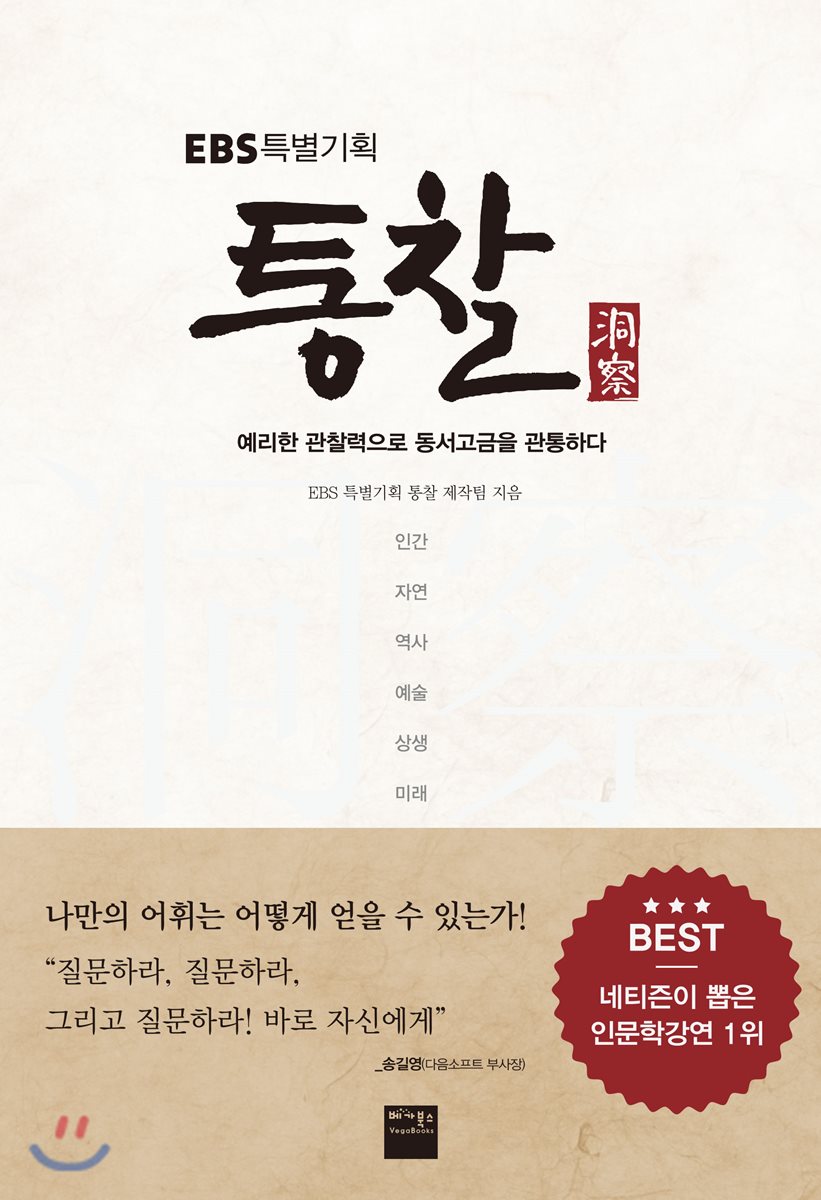 EBS특별기획
통찰
洞
察
예리한 관찰력으로 동서고금을 관통하다
EBS 특별기획 통찰 제작팀 지음
洞察
인간
자연
역사
예술
상생
미래
나만의 어휘는 어떻게 얻을 수 있는가!
“질문하라, 질문하라,
그리고 질문하라! 바로 자신에게”
_송길영(다음소프트 부사장)
BEST
네티즌이 뽑은
인문학강연 1위
베가북스
VegaBooks